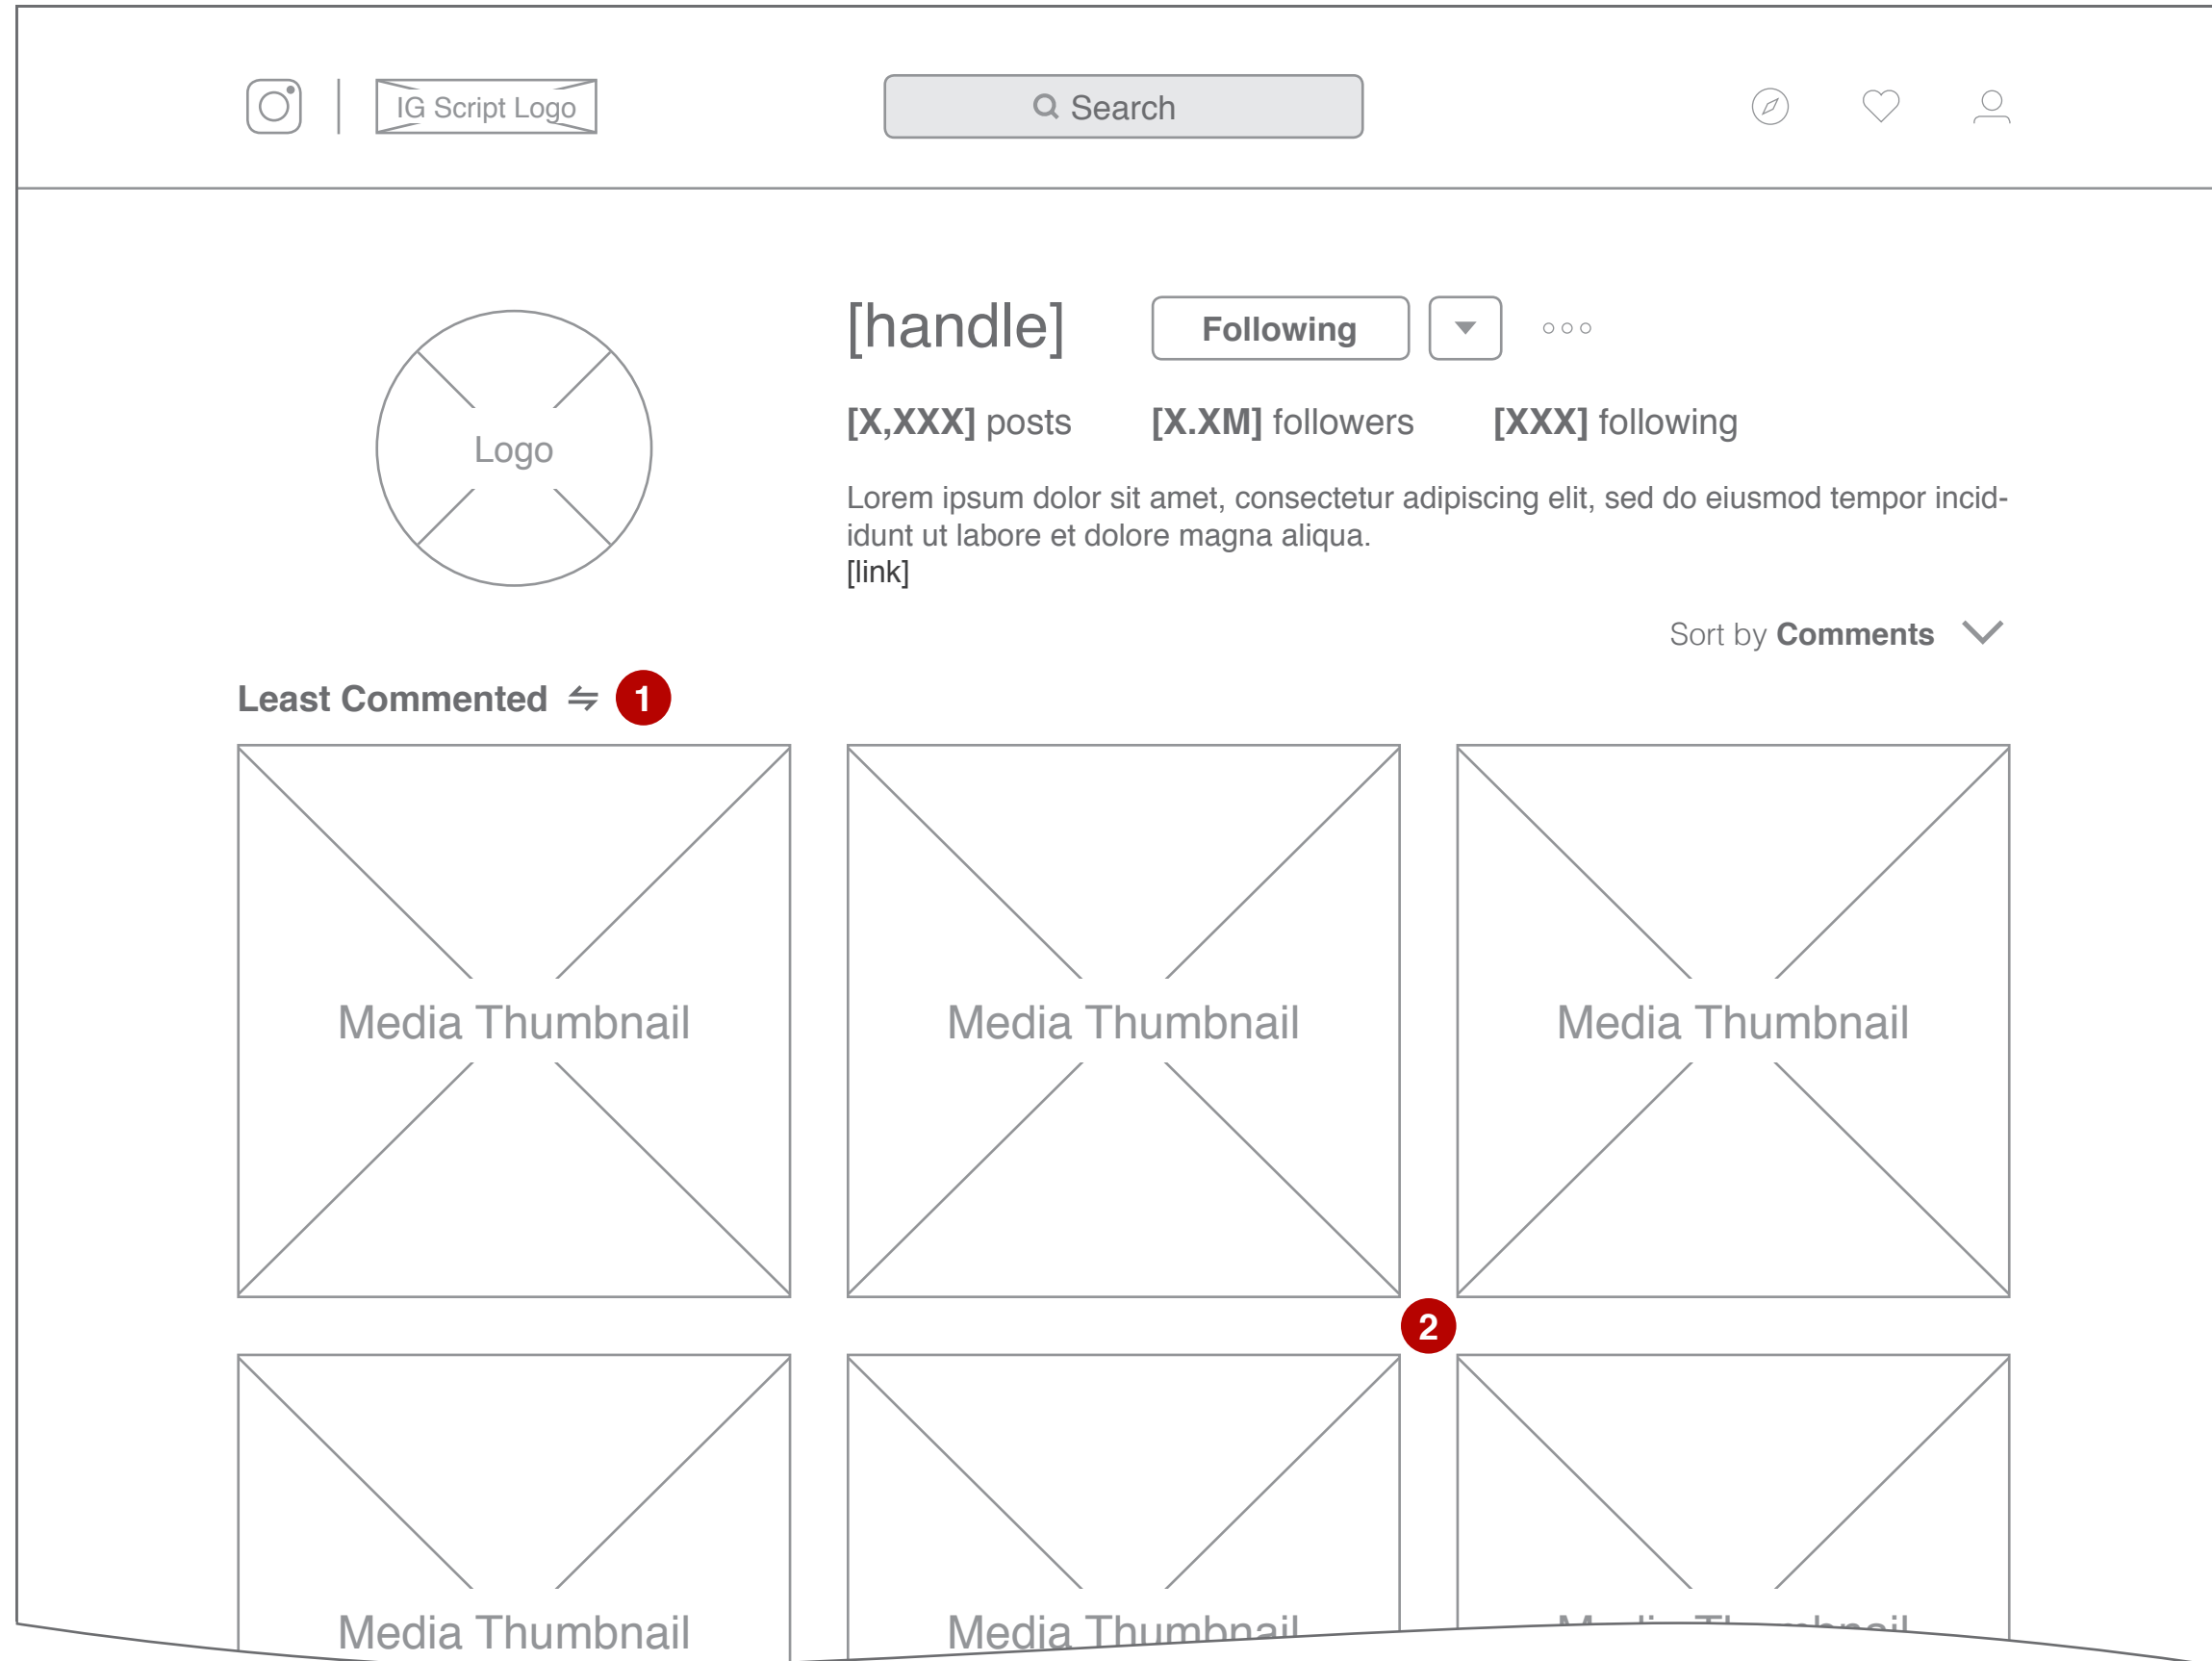 IG Script Logo
Search
[handle]
Following
[X,XXX] posts [X.XM] followers [XXX] following
Logo
Lorem ipsum dolor sit amet, consectetur adipiscing elit, sed do eiusmod tempor incid-
idunt ut labore et dolore magna aliqua.
[link]
Sort by Comments
Least Commented 1
Media Thumbnail Media Thumbnail Media Thumbnail
2
Media Thumbnail Media Thumbnail Media Thumbnail